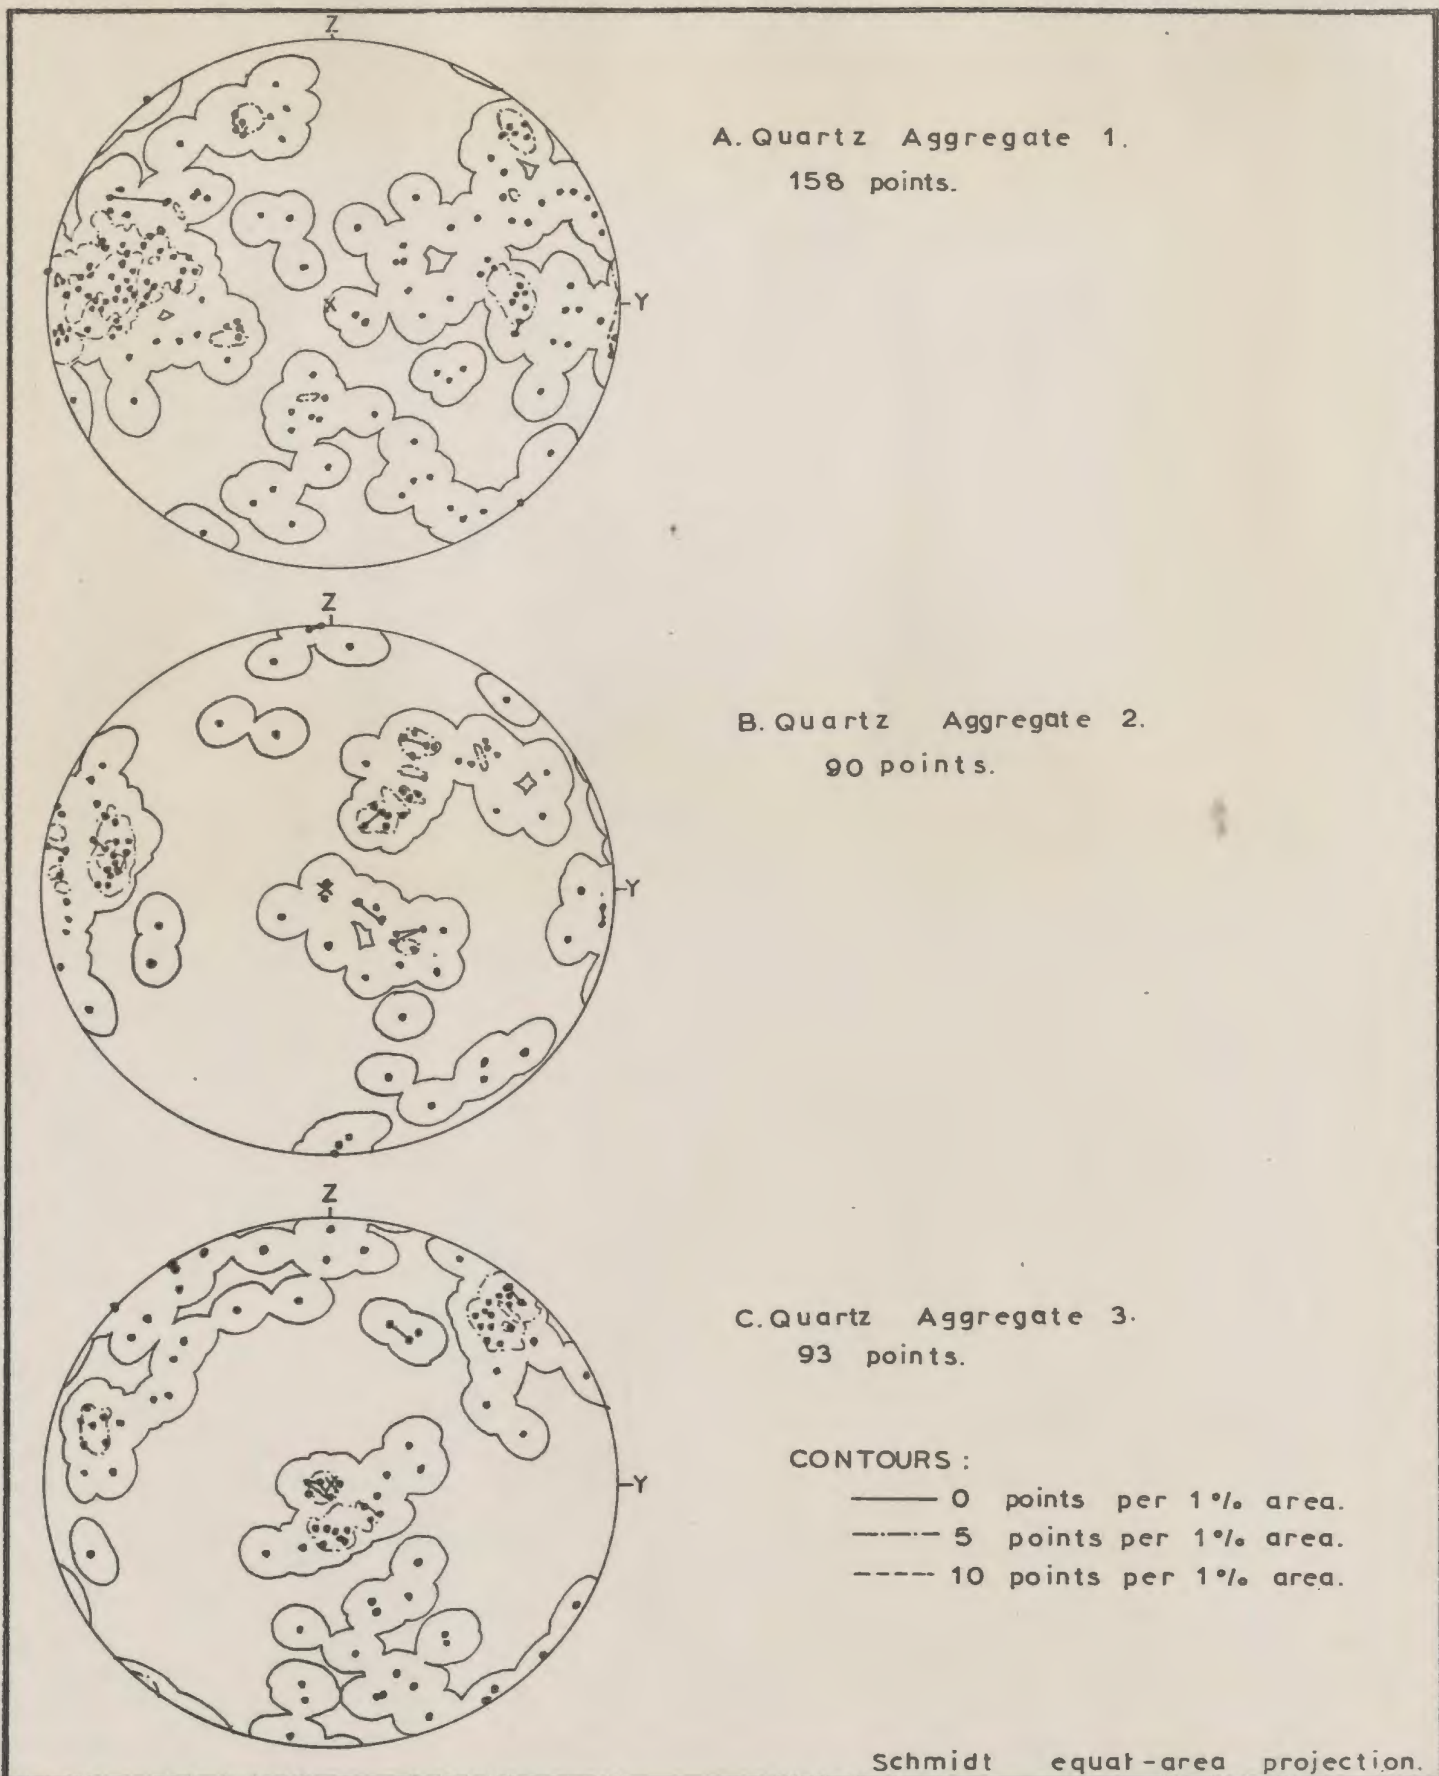 Z
A. Quartz Aggregate 1.
158 points.
X
Y
Z
B. Quartz Aggregate 2.
90 points.
X
Y
Z
C. Quartz Aggregate 3.
93 points.
Y
CONTOURS :
0 points per 1% area.
5 points per 1% area.
10 points per 1% area.
Schmidt equal-area projection.